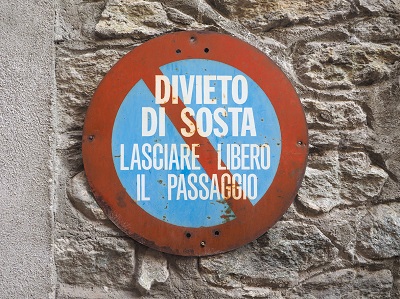 DIVIETO
DI SOSTA
LASCIARE LIBERO
IL PASSAGGIO